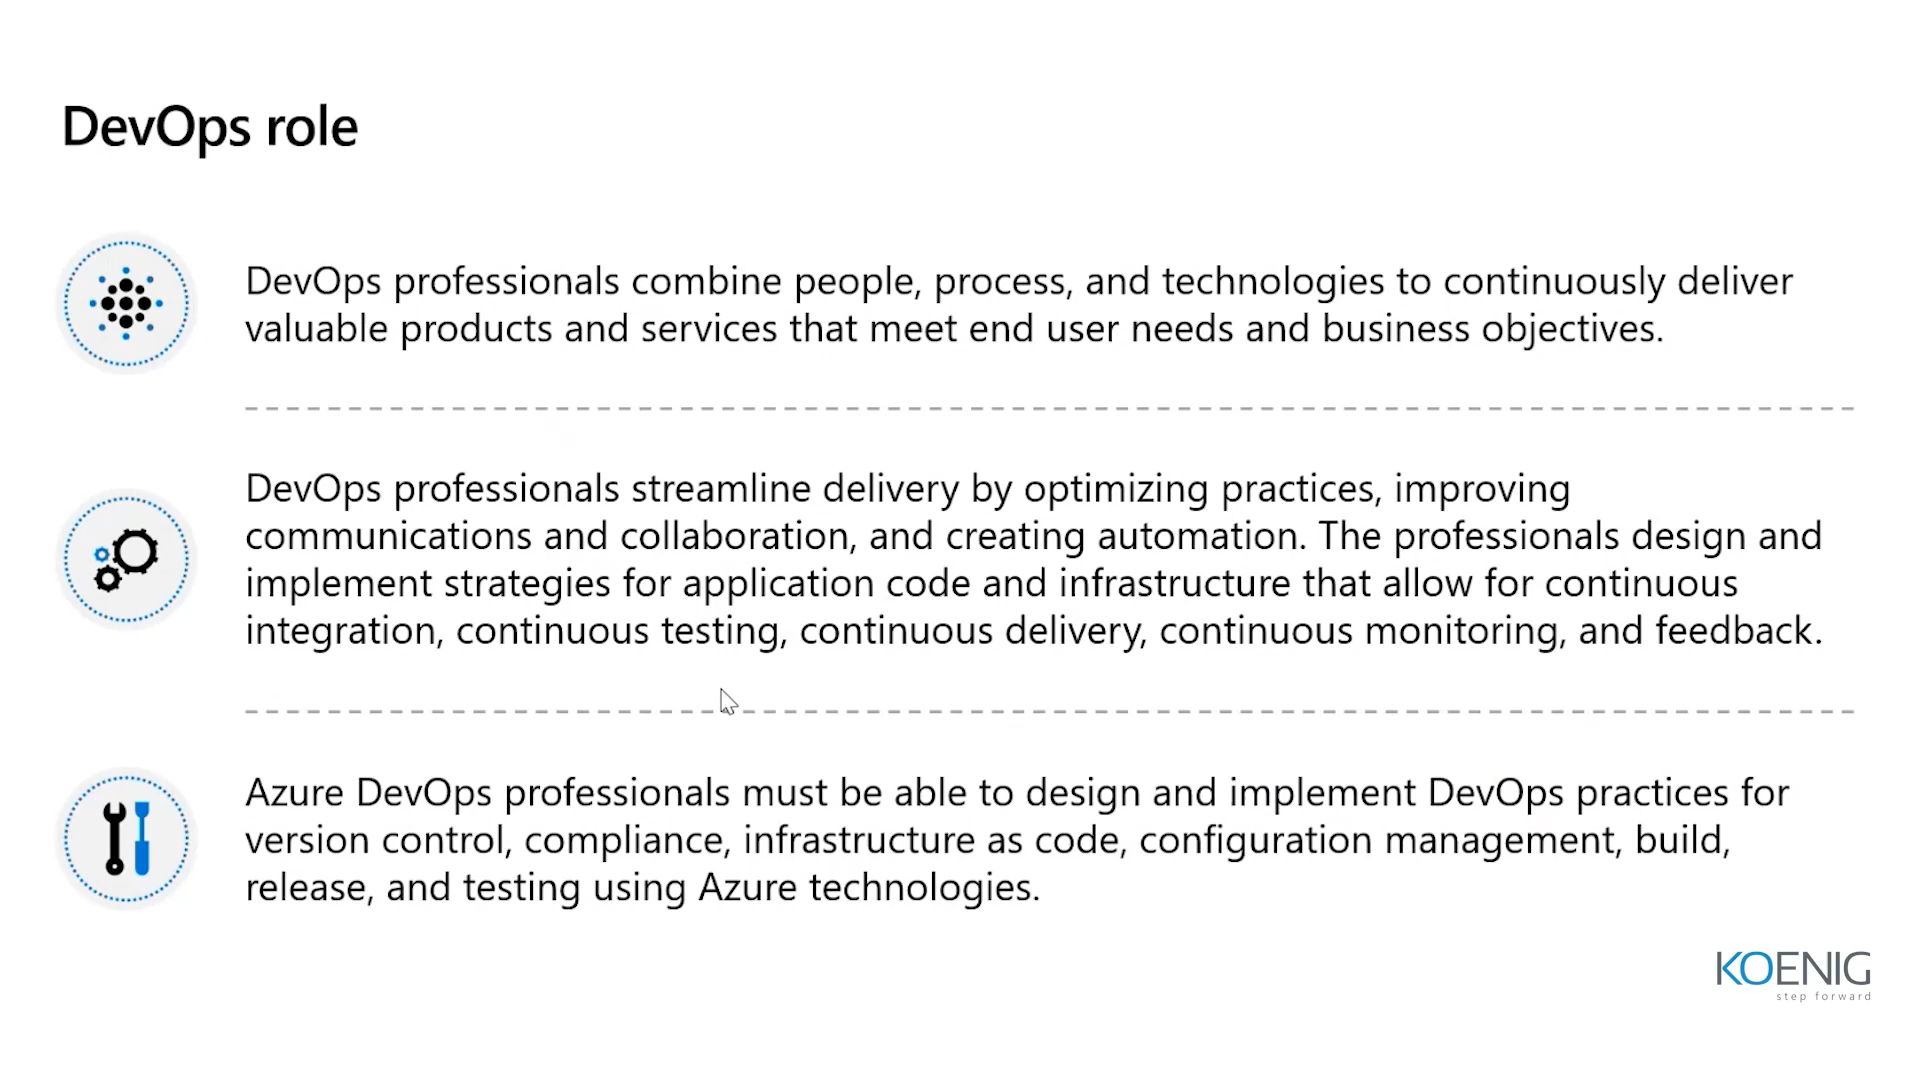 DevOps role
DevOps professionals combine people, process, and technologies to continuously deliver
valuable products and services that meet end user needs and business objectives.
DevOps professionals streamline delivery by optimizing practices, improving
communications and collaboration, and creating automation. The professionals design and
implement strategies for application code and infrastructure that allow for continuous
integration, continuous testing, continuous delivery, continuous monitoring, and feedback.
Azure DevOps professionals must be able to design and implement DevOps practices for
version control, compliance, infrastructure as code, configuration management, build,
release, and testing using Azure technologies.
KOENIG
step forward